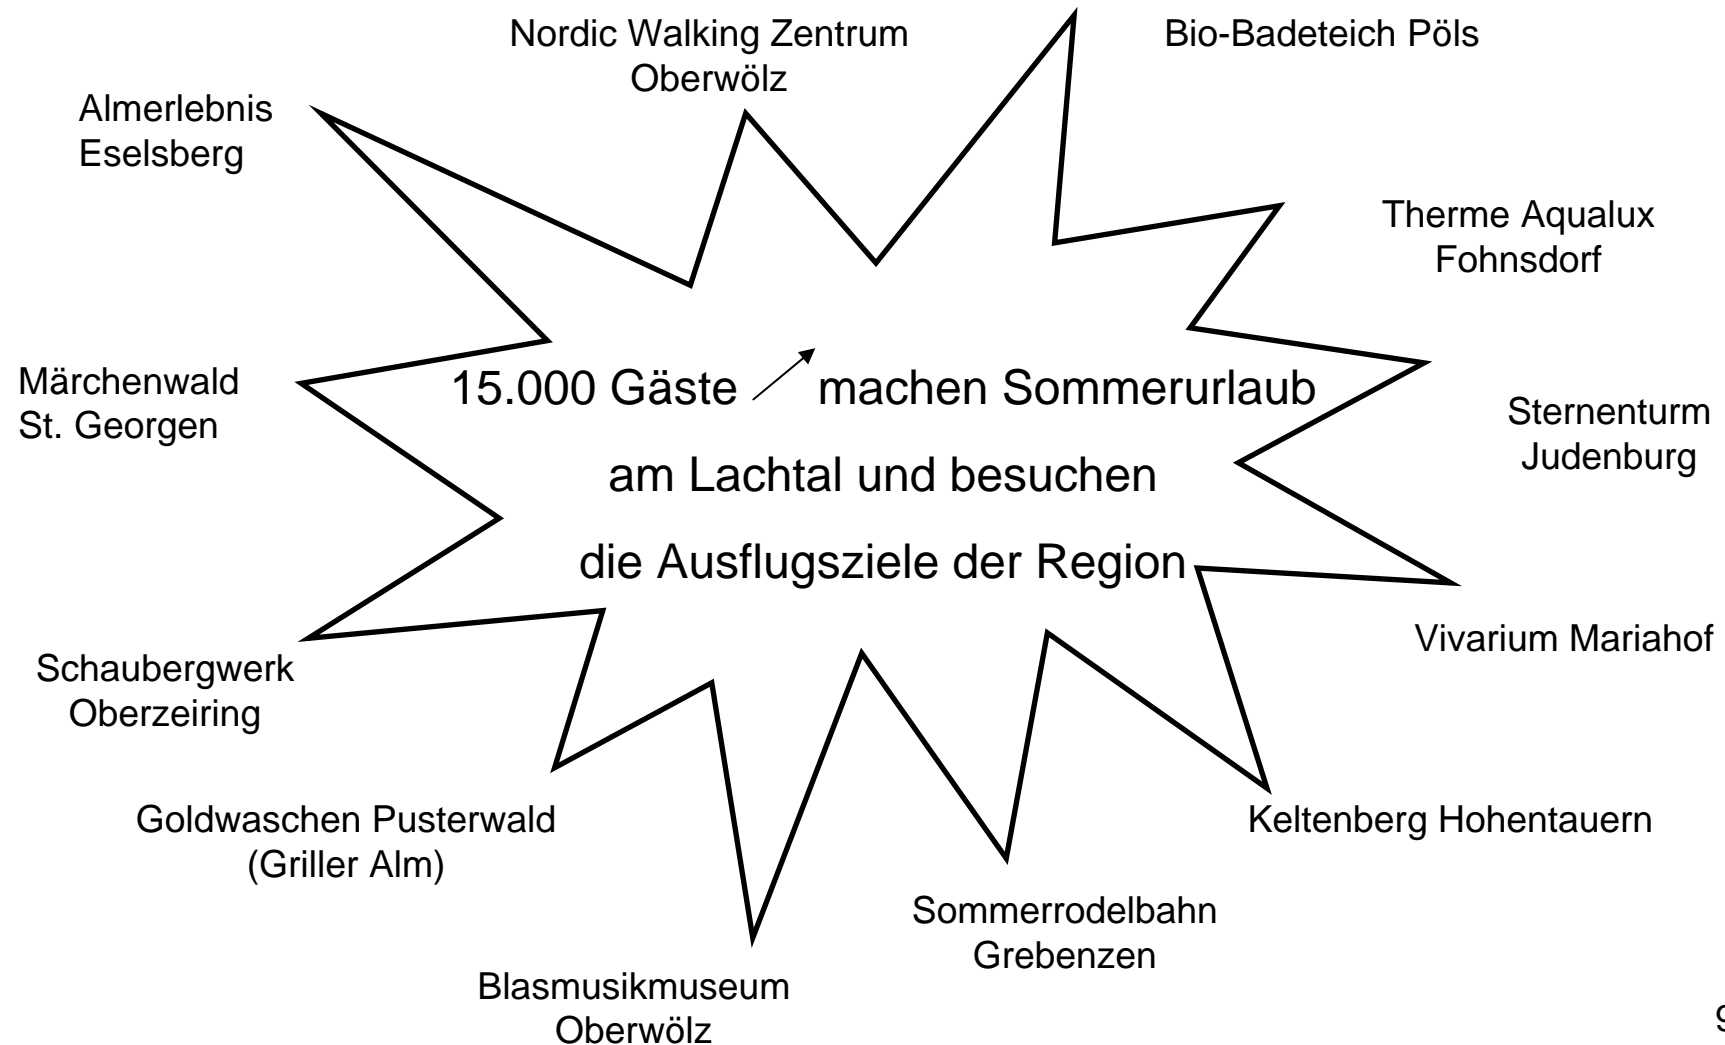 Nordic Walking Zentrum
Oberwölz
Bio-Badeteich Pöls
Almerlebnis
Eselsberg
Therme Aqualux
Fohnsdorf
Märchenwald
St. Georgen
15.000 Gäste machen Sommerurlaub
am Lachtal und besuchen
die Ausflugsziele der Region
Sternenturm
Judenburg
Vivarium Mariahof
Schaubergwerk
Oberzeiring
Goldwaschen Pusterwald
(Griller Alm)
Keltenberg Hohentauern
Sommerrodelbahn
Grebenzen
Blasmusikmuseum
Oberwölz
9